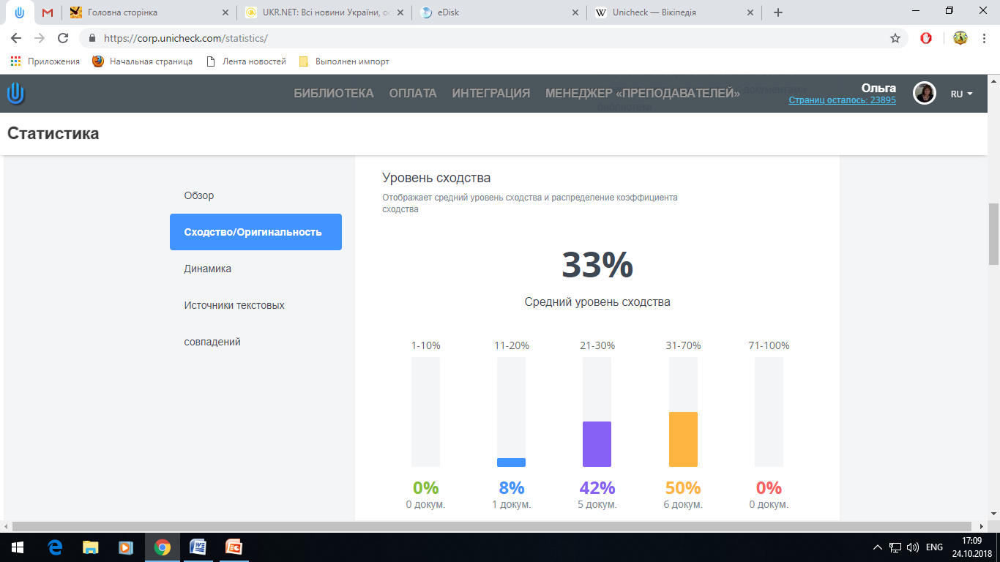 Головна сторінка
UKR.NET: Всі новини України, ос
eDisk
Unicheck — Вікіпедія
https://corp.unicheck.com/statistics/
Приложения
Начальная страница
Лента новостей
Выполнен импорт
БИБЛИОТЕКА ОПЛАТА ИНТЕГРАЦИЯ МЕНЕДЖЕР «ПРЕПОДАВАТЕЛЕЙ»
документами
библиотеки
Ольга
Страниц осталось: 23895
RU
Статистика
Обзор
Сходство/Оригинальность
Динамика
Источники текстовых
совпадений
Уровень сходства
Отображает средний уровень сходства и распределение коэффициента
сходства
33%
Средний уровень сходства
1-10% 11-20% 21-30% 31-70% 71-100%
0% 8% 42% 50% 0%
0 докум. 1 докум. 5 докум. 6 докум. 0 докум.
ENG
17:09
24.10.2018